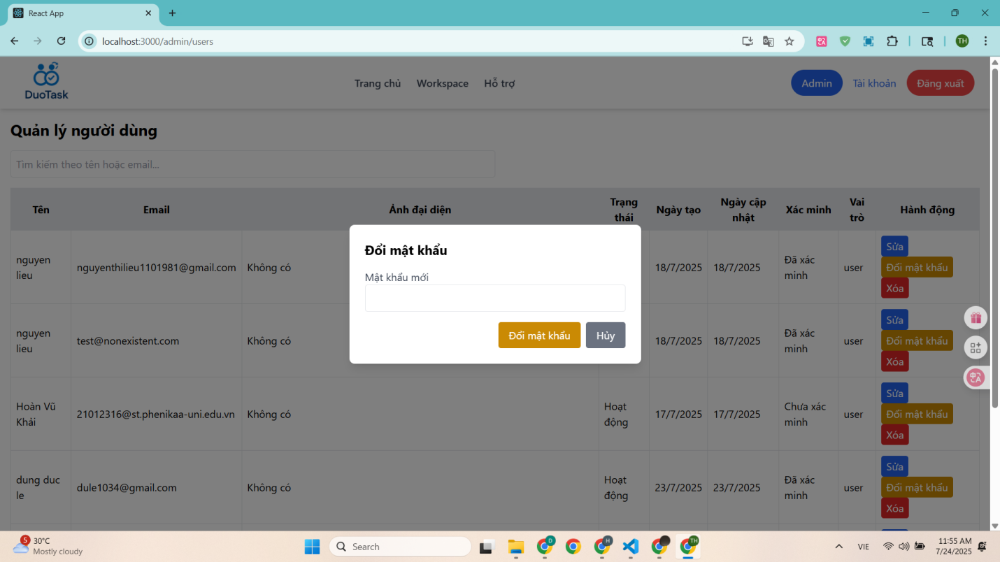 React App
localhost:3000/admin/users
TH
DuoTask
Trang chủ
Workspace
Hỗ trợ
Admin
Tài khoản
Đăng xuất
Quản lý người dùng
Tìm kiếm theo tên hoặc email...
Tên
Email
Ảnh đại diện
Trạng
thái
Ngày tạo
Ngày cập
nhật
Xác minh
Vai
trò
Hành động
nguyen
lieu
nguyenthilieu1101981@gmail.com
Không có
18/7/2025
18/7/2025
Đã xác
minh
user
Sửa
Đổi mật khẩu
Xóa
Đổi mật khẩu
Mật khẩu mới
Đổi mật khẩu
Hủy
nguyen
lieu
test@nonexistent.com
Không có
18/7/2025
18/7/2025
Đã xác
minh
user
Sửa
Đổi mật khẩu
Xóa
Hoàn Vũ
Khải
21012316@st.phenikaa-uni.edu.vn
Không có
Hoạt
động
17/7/2025
17/7/2025
Chưa xác
minh
user
Sửa
Đổi mật khẩu
Xóa
dung duc
le
dule1034@gmail.com
Không có
Hoạt
động
23/7/2025
23/7/2025
Đã xác
minh
user
Sửa
Đổi mật khẩu
Xóa
5
30°C
Mostly cloudy
Search
D
H
TH
VIE
11:55 AM
7/24/2025